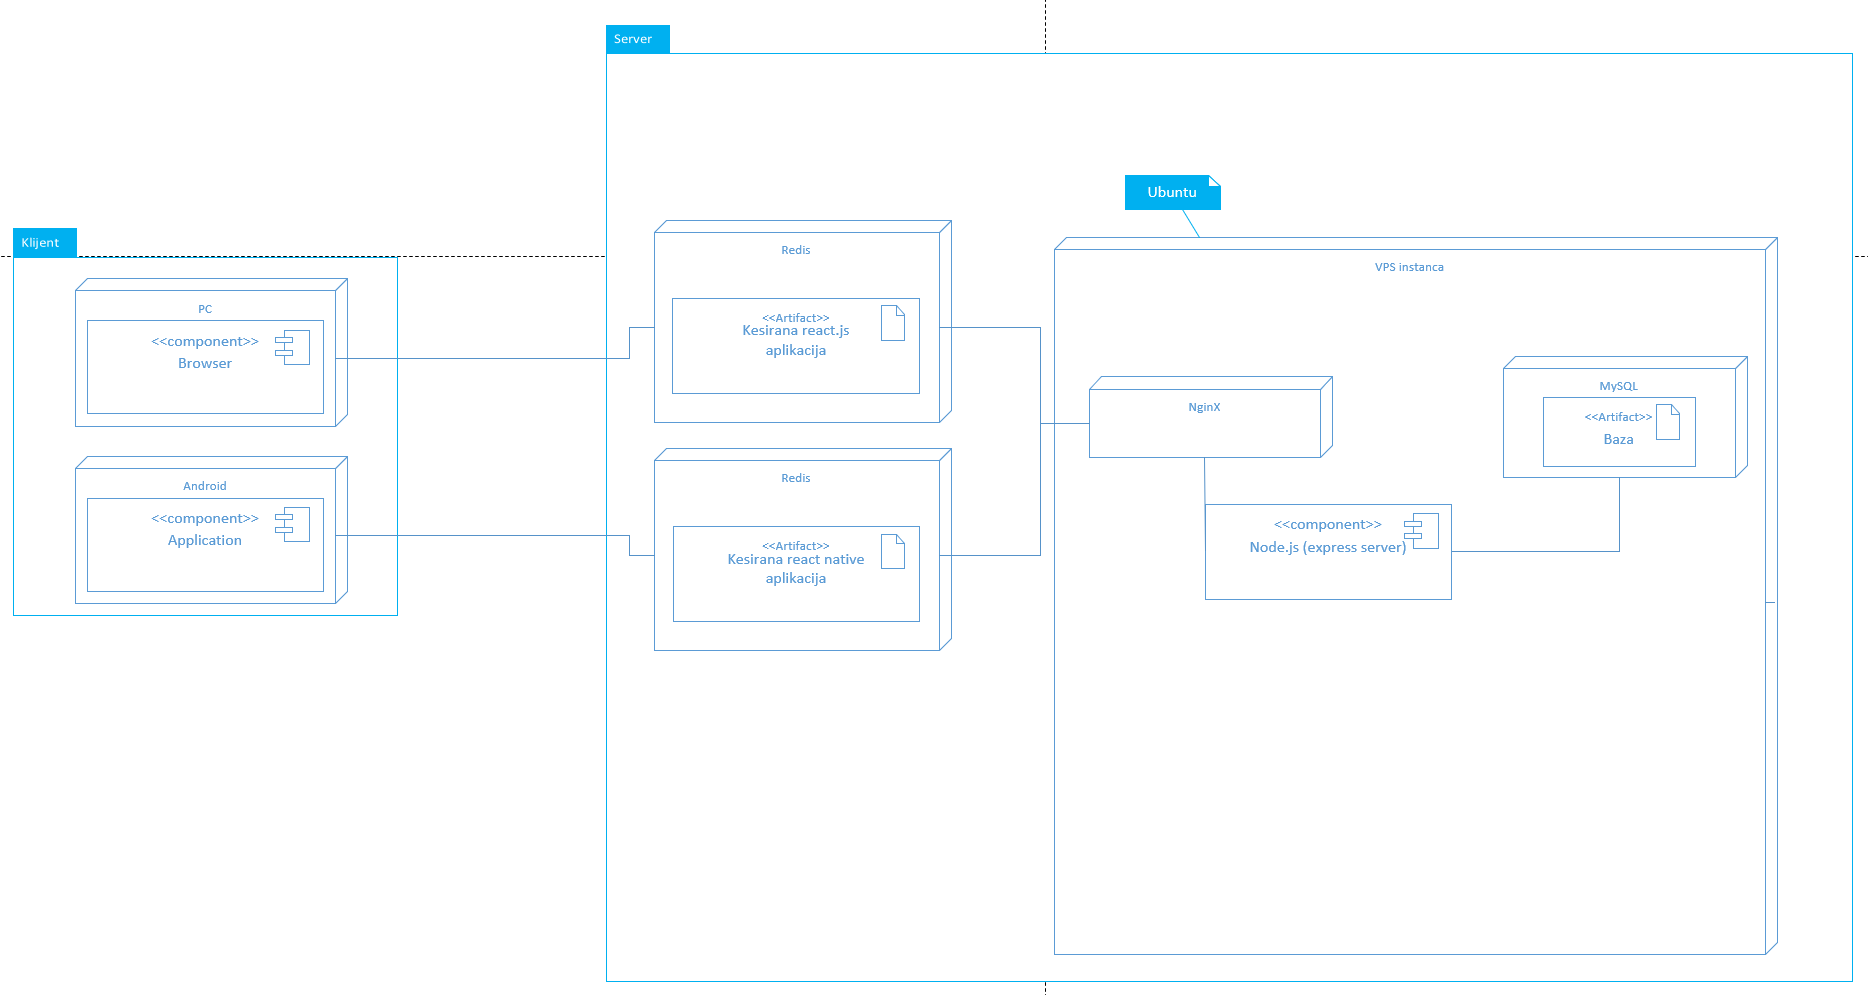 Server
Ubuntu
Klijent
PC
<<component>>
Browser
Android
<<component>>
Application
Redis
<<Artifact>>
Kesirana react.js
aplikacija
Redis
<<Artifact>>
Kesirana react native
aplikacija
VPS instanca
NginX
MySQL
<<Artifact>>
Baza
<<component>>
Node.js (express server)